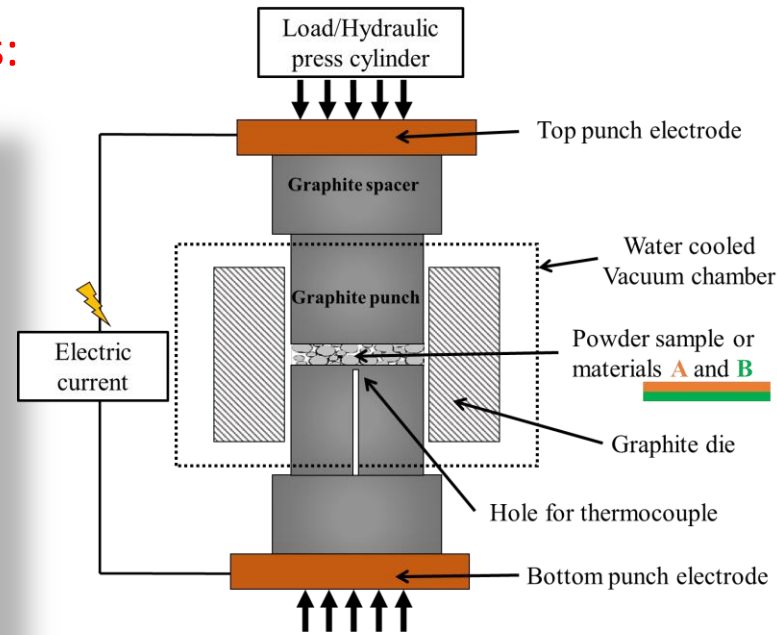 s:
Load/Hydraulic
press cylinder
Top punch electrode
Graphite spacer
Water cooled
Vacuum chamber
Graphite punch
Electric
current
Powder sample or
materials A and B
Graphite die
Hole for thermocouple
Bottom punch electrode